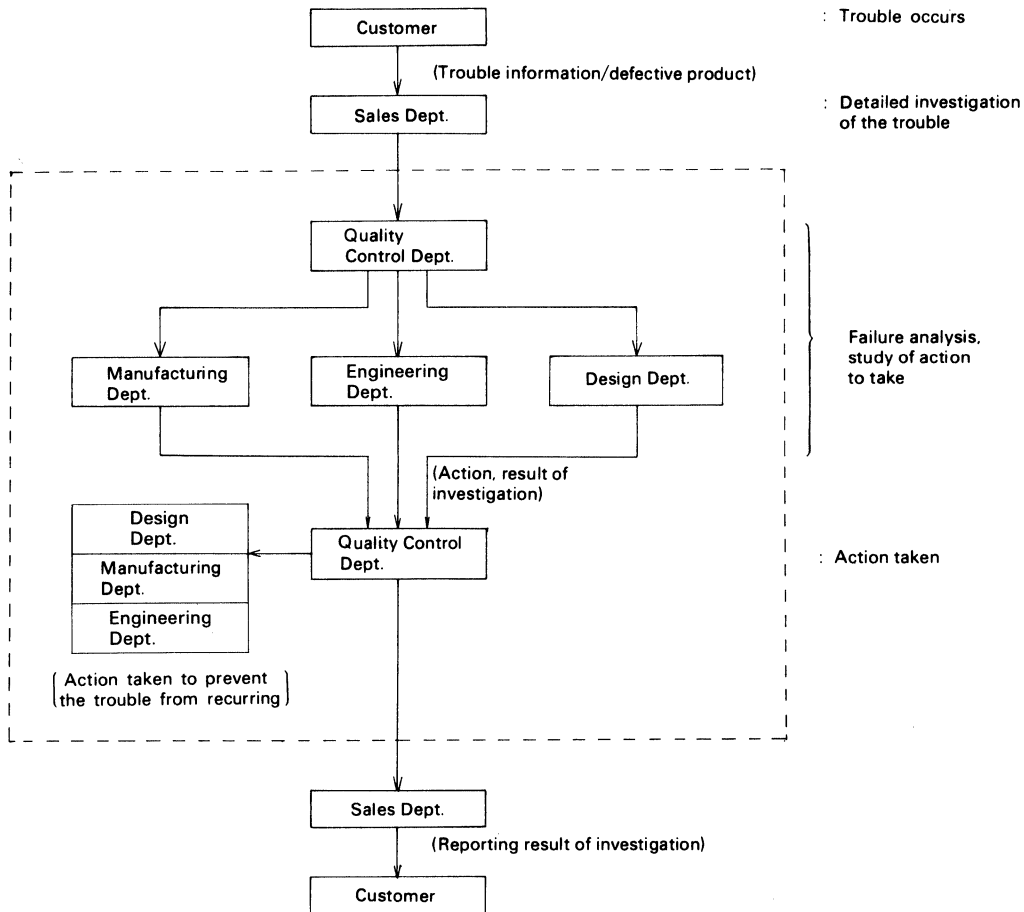 Customer
: Trouble occurs
(Trouble information/defective product)
Sales Dept.
: Detailed investigation
of the trouble
Quality
Control Dept.
Manufacturing
Dept.
Engineering
Dept.
Design Dept.
Failure analysis,
study of action
to take
(Action, result of
investigation)
Design
Dept.
Manufacturing
Dept.
Engineering
Dept.
Quality Control
Dept.
: Action taken
(Action taken to prevent
the trouble from recurring)
Sales Dept.
(Reporting result of investigation)
Customer